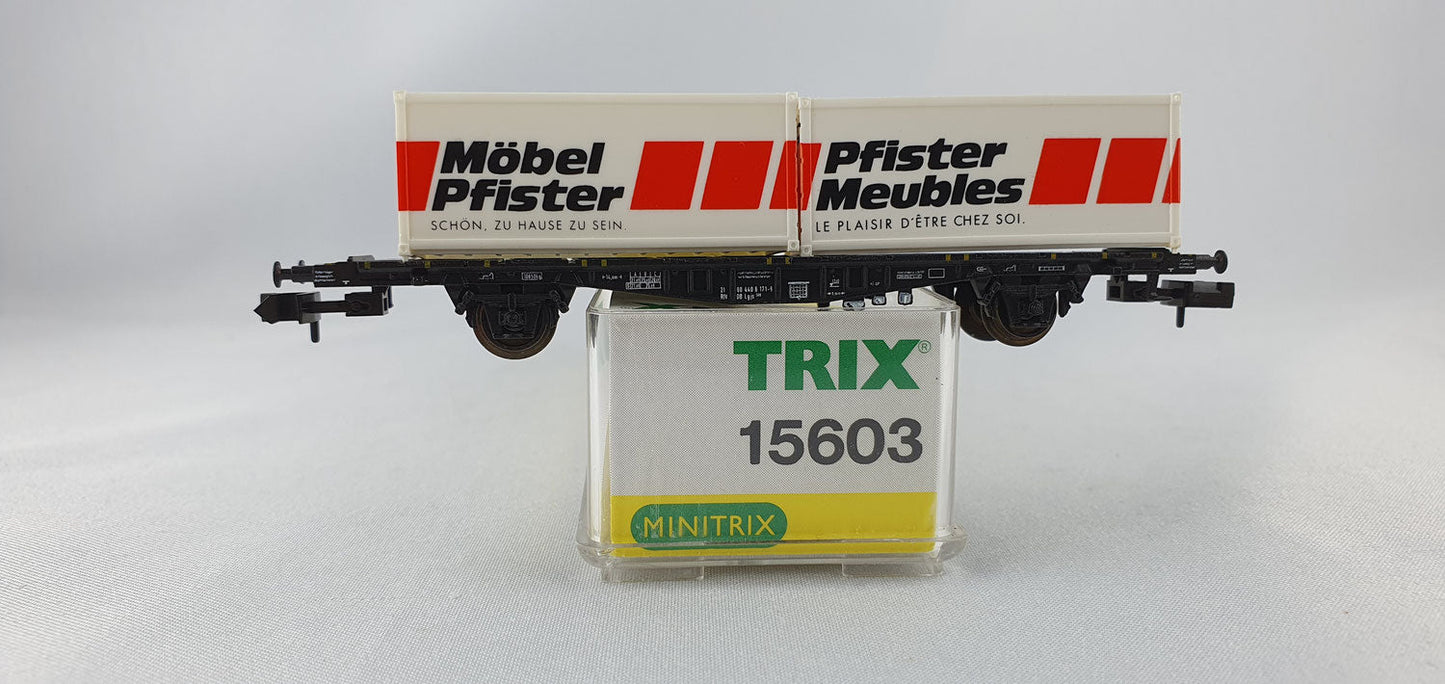 Möbel
Pfister
SCHÖN, ZU HAUSE ZU SEIN.
Pfister
Meubles
LE PLAISIR D'ÊTRE CHEZ SOI.
TRIX®
15603
MINITRIX